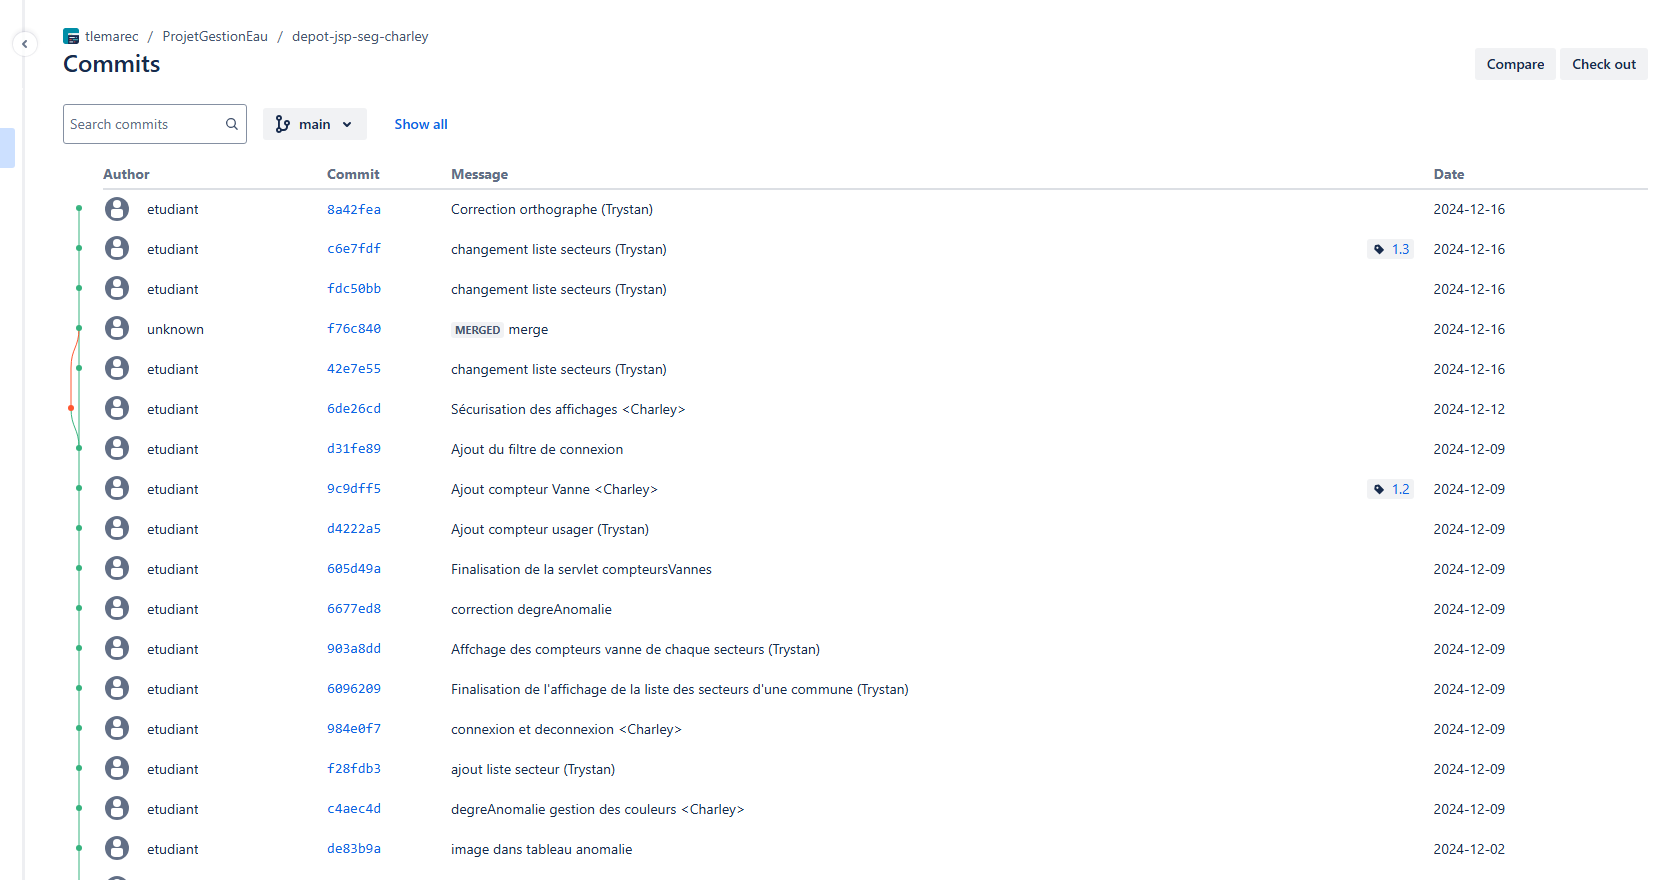 tlemarec / ProjetGestionEau / depot-jsp-seg-charley
Commits
Compare Check out
Search commits main Show all
Author Commit Message Date
etudiant 8a42fea Correction orthographe (Trystan) 2024-12-16
etudiant c6e7fdf changement liste secteurs (Trystan) 1.3 2024-12-16
etudiant fdc50bb changement liste secteurs (Trystan) 2024-12-16
unknown f76c840 MERGED merge 2024-12-16
etudiant 42e7e55 changement liste secteurs (Trystan) 2024-12-16
etudiant 6de26cd Sécurisation des affichages <Charley> 2024-12-12
etudiant d31fe89 Ajout du filtre de connexion 2024-12-09
etudiant 9c9dff5 Ajout compteur Vanne <Charley> 1.2 2024-12-09
etudiant d4222a5 Ajout compteur usager (Trystan) 2024-12-09
etudiant 605d49a Finalisation de la servlet compteursVannes 2024-12-09
etudiant 6677ed8 correction degreAnomalie 2024-12-09
etudiant 903a8dd Affchage des compteurs vanne de chaque secteurs (Trystan) 2024-12-09
etudiant 6096209 Finalisation de l'affichage de la liste des secteurs d'une commune (Trystan) 2024-12-09
etudiant 984e0f7 connexion et deconnexion <Charley> 2024-12-09
etudiant f28fdb3 ajout liste secteur (Trystan) 2024-12-09
etudiant c4aec4d degreAnomalie gestion des couleurs <Charley> 2024-12-09
etudiant de83b9a image dans tableau anomalie 2024-12-02